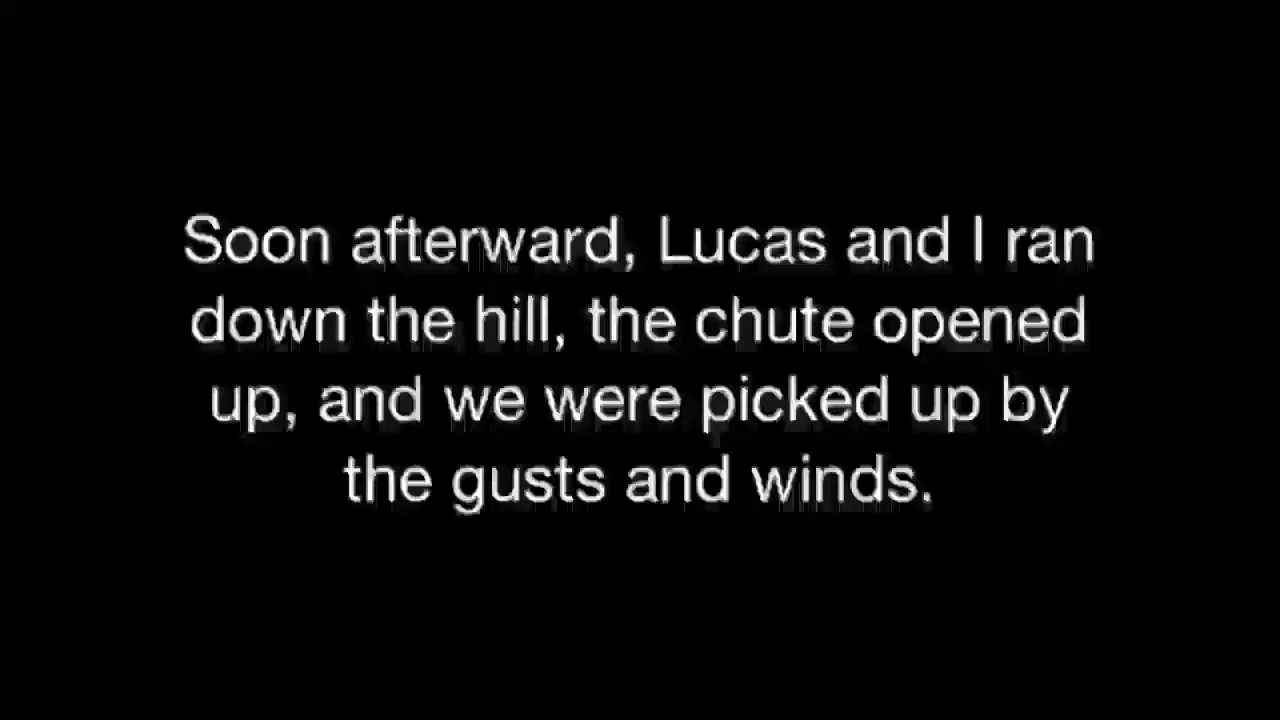 Soon afterward, Lucas and I ran
down the hill, the chute opened
up, and we were picked up by
the gusts and winds.